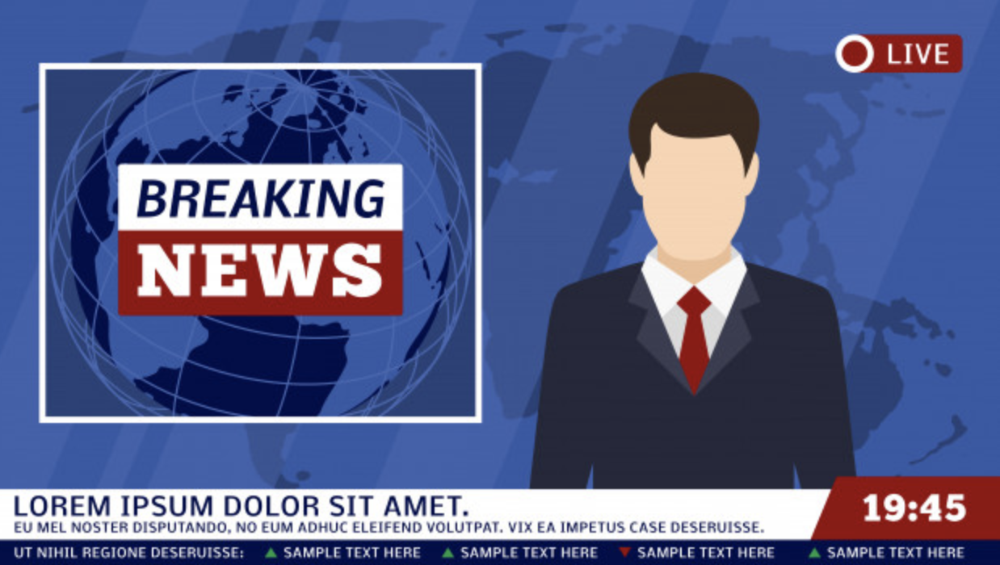 LIVE
BREAKING
NEWS
LOREM IPSUM DOLOR SIT AMET.
EU MEL NOSTER DISPUTANDO, NO EUM ADHUC ELEIFEND VOLUTPAT. VIX EA IMPETUS CASE DESERUISSE.
19:45
UT NIHIL REGIONE DESERUISSE: ▲ SAMPLE TEXT HERE ▲ SAMPLE TEXT HERE ▼ SAMPLE TEXT HERE ▲ SAMPLE TEXT HERE